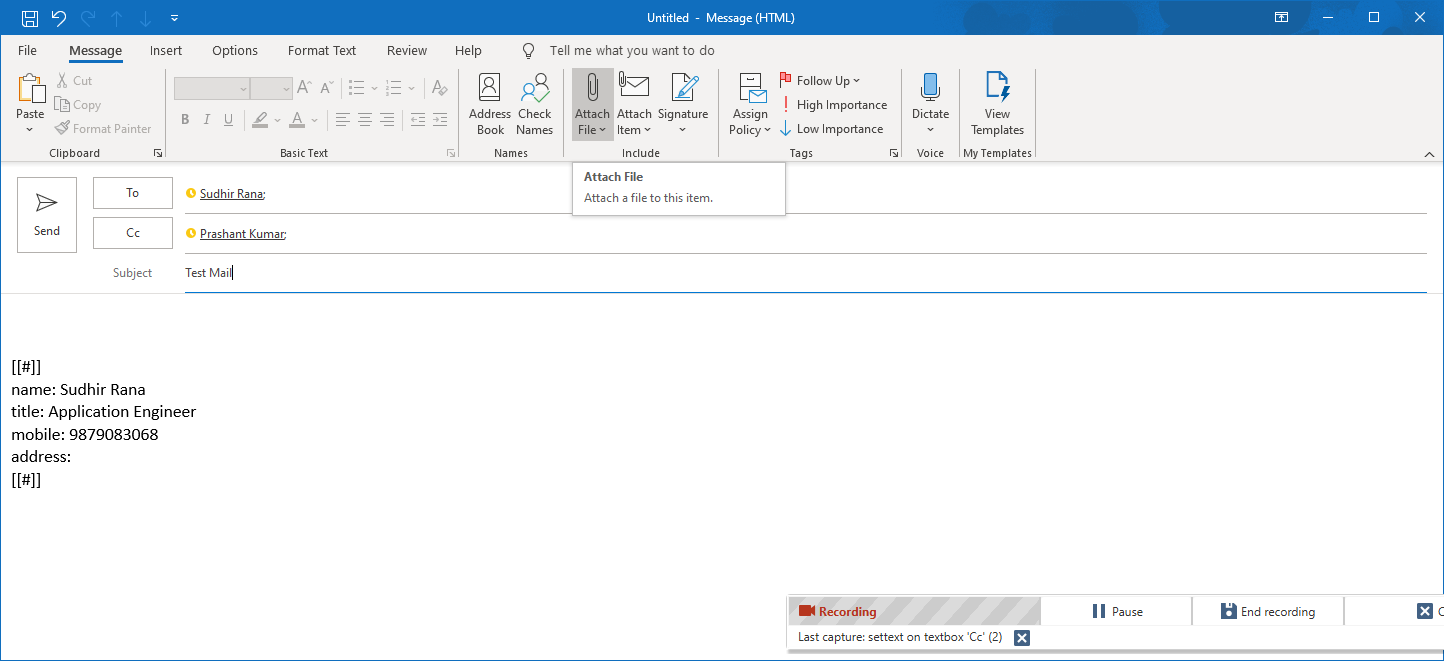 Untitled - Message (HTML)
File Message Insert Options Format Text Review Help Tell me what you want to do
Paste
Cut
Copy
Format Painter
Clipboard
B I U A
Basic Text
Address Book
Check Names
Names
Attach File
Attach Item
Signature
Include
Assign Policy
Follow Up
High Importance
Low Importance
Tags
Dictate
Voice
View Templates
My Templates
Attach File
Attach a file to this item.
Send
To Sudhir Rana;
Cc Prashant Kumar;
Subject Test Mail
[[#]]
name: Sudhir Rana
title: Application Engineer
mobile: 9879083068
address:
[[#]]
Recording Pause End recording C
Last capture: settext on textbox 'Cc' (2)